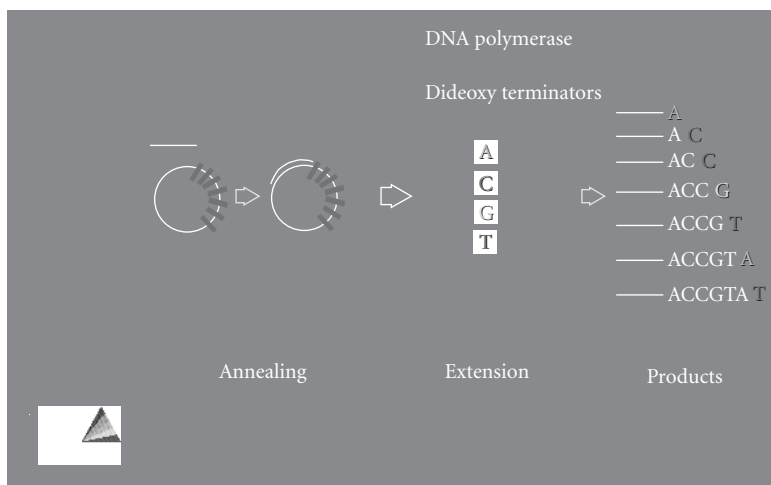 DNA polymerase
Dideoxy terminators
A
C
G
T
A
A C
AC C
ACC G
ACCG T
ACCGT A
ACCGTA T
Annealing
Extension
Products